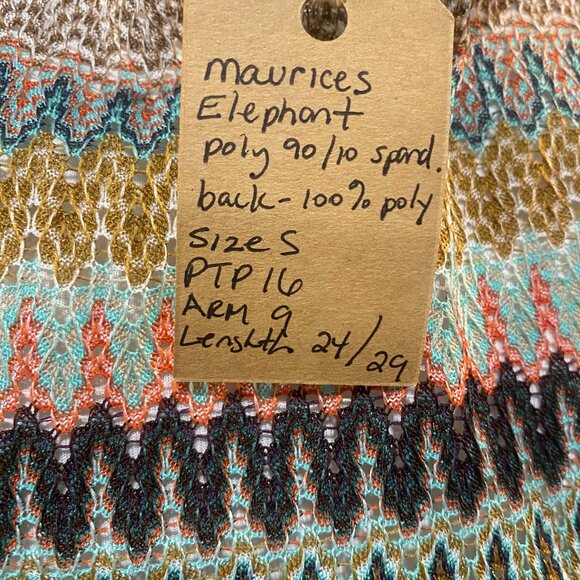 maurices
Elephant
poly 90/10 spand.
back - 100% poly
Size S
PTP 16
ARM 9
Length 24/29